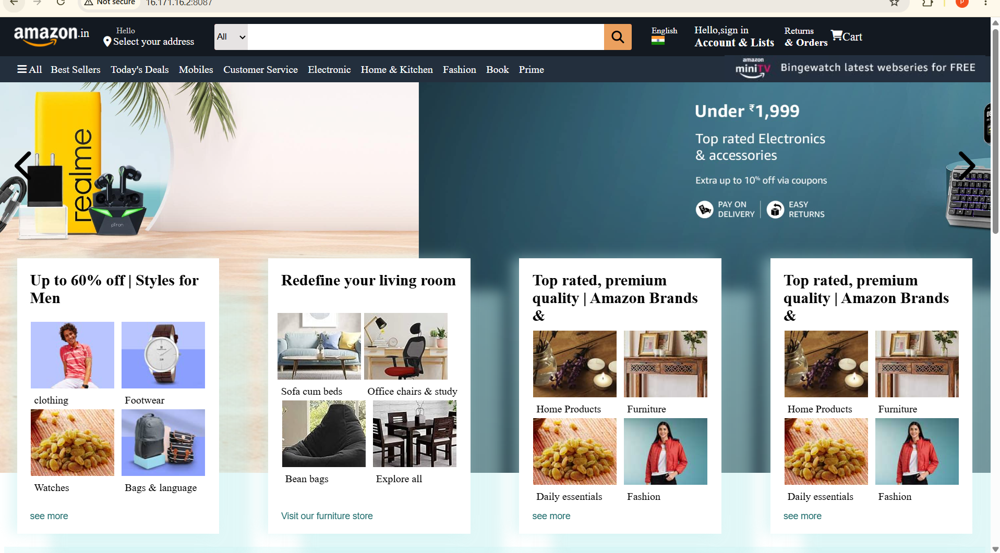 Not secure 16.171.16.2:8087
p
amazon.in
Hello
Select your address
All
English
Hello,sign in
Account & Lists
Returns
& Orders
Cart
All Best Sellers Today's Deals Mobiles Customer Service Electronic Home & Kitchen Fashion Book Prime
amazon
miniTV
Bingewatch latest webseries for FREE
realme
pTron
Under ₹1,999
Top rated Electronics
& accessories
Extra up to 10% off via coupons
PAY ON
DELIVERY
EASY
RETURNS
Up to 60% off | Styles for
Men
clothing
Footwear
Watches
Bags & language
see more
Redefine your living room
Sofa cum beds
Office chairs & study
Bean bags
Explore all
Visit our furniture store
Top rated, premium
quality | Amazon Brands
&
Home Products
Furniture
Daily essentials
Fashion
see more
Top rated, premium
quality | Amazon Brands
&
Home Products
Furniture
Daily essentials
Fashion
see more